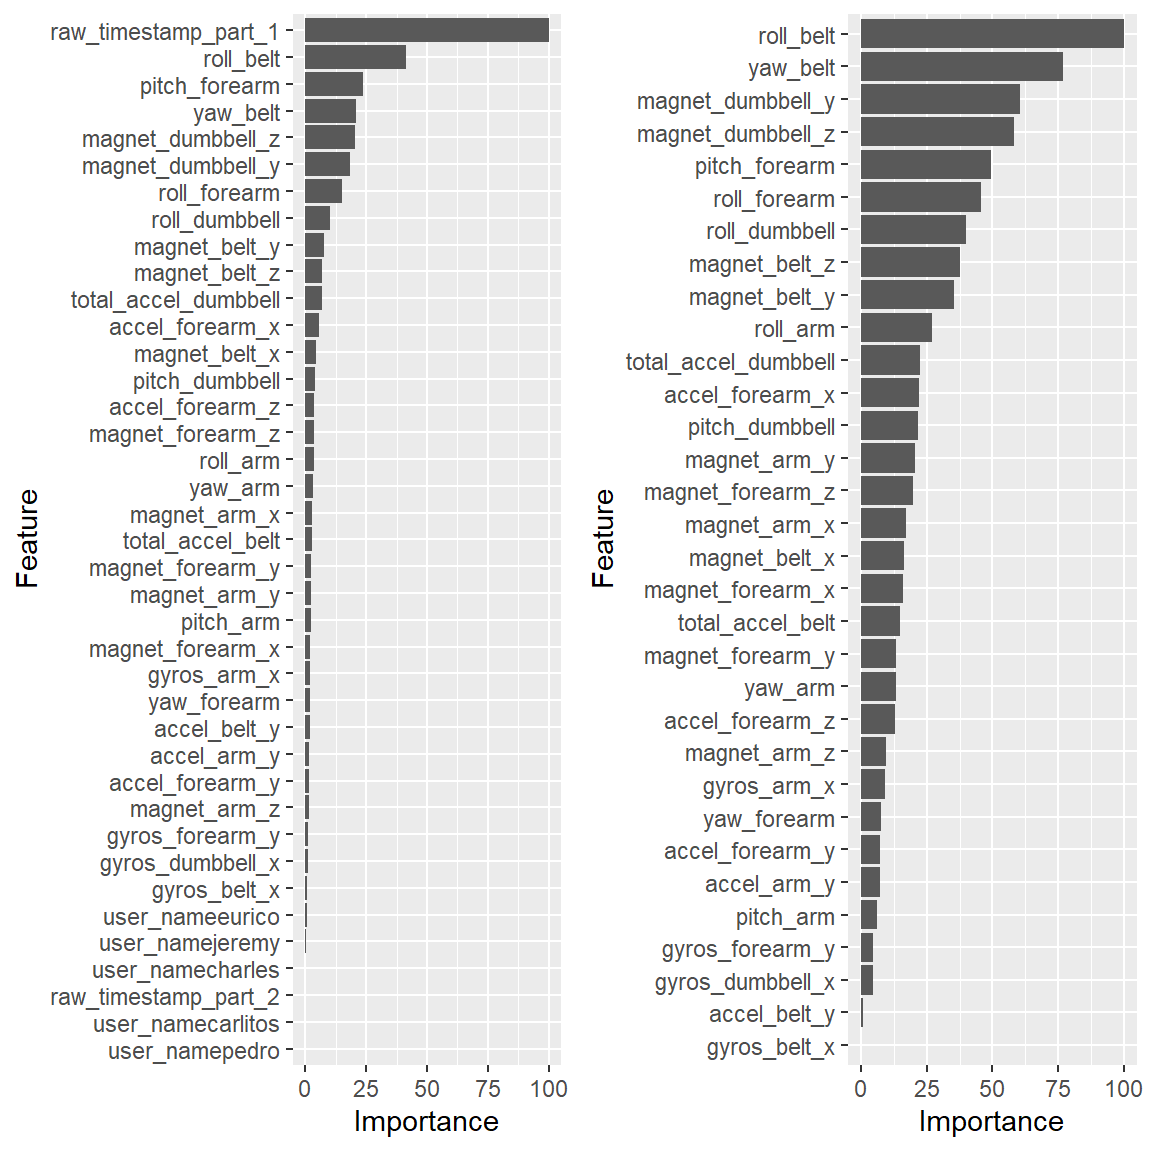 raw_timestamp_part_1
roll_belt
pitch_forearm
yaw_belt
magnet_dumbbell_z
magnet_dumbbell_y
roll_forearm
roll_dumbbell
magnet_belt_y
magnet_belt_z
total_accel_dumbbell
accel_forearm_x
magnet_belt_x
pitch_dumbbell
accel_forearm_z
magnet_forearm_z
roll_arm
yaw_arm
magnet_arm_x
total_accel_belt
magnet_forearm_y
magnet_arm_y
pitch_arm
magnet_forearm_x
gyros_arm_x
yaw_forearm
accel_belt_y
accel_arm_y
accel_forearm_y
magnet_arm_z
gyros_forearm_y
gyros_dumbbell_x
gyros_belt_x
user_nameeurico
user_namejeremy
user_namecharles
raw_timestamp_part_2
user_namecarlitos
user_namepedro
Feature
0 25 50 75 100
Importance
roll_belt
yaw_belt
magnet_dumbbell_y
magnet_dumbbell_z
pitch_forearm
roll_forearm
roll_dumbbell
magnet_belt_z
magnet_belt_y
roll_arm
total_accel_dumbbell
accel_forearm_x
pitch_dumbbell
magnet_arm_y
magnet_forearm_z
magnet_arm_x
magnet_belt_x
magnet_forearm_x
total_accel_belt
magnet_forearm_y
yaw_arm
accel_forearm_z
magnet_arm_z
gyros_arm_x
yaw_forearm
accel_forearm_y
accel_arm_y
pitch_arm
gyros_forearm_y
gyros_dumbbell_x
accel_belt_y
gyros_belt_x
Feature
0 25 50 75 100
Importance